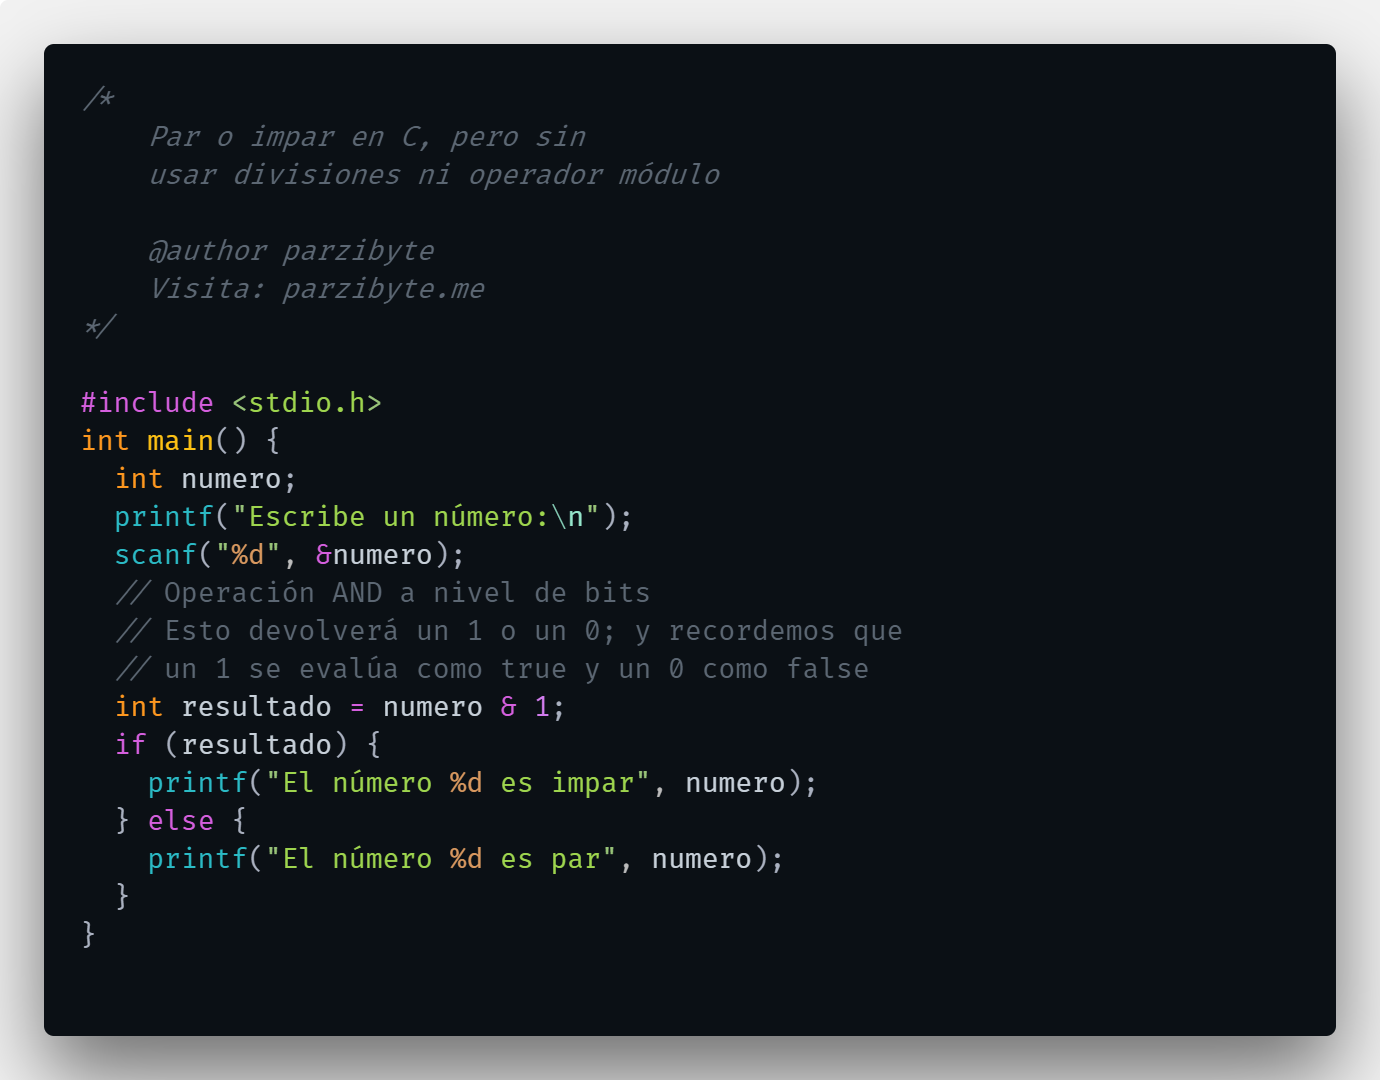 /*
    Par o impar en C, pero sin
    usar divisiones ni operador módulo

    @author parzibyte
    Visita: parzibyte.me
*/

#include <stdio.h>
int main() {
  int numero;
  printf("Escribe un número:\n");
  scanf("%d", &numero);
  // Operación AND a nivel de bits
  // Esto devolverá un 1 o un 0; y recordemos que
  // un 1 se evalúa como true y un 0 como false
  int resultado = numero & 1;
  if (resultado) {
    printf("El número %d es impar", numero);
  } else {
    printf("El número %d es par", numero);
  }
}